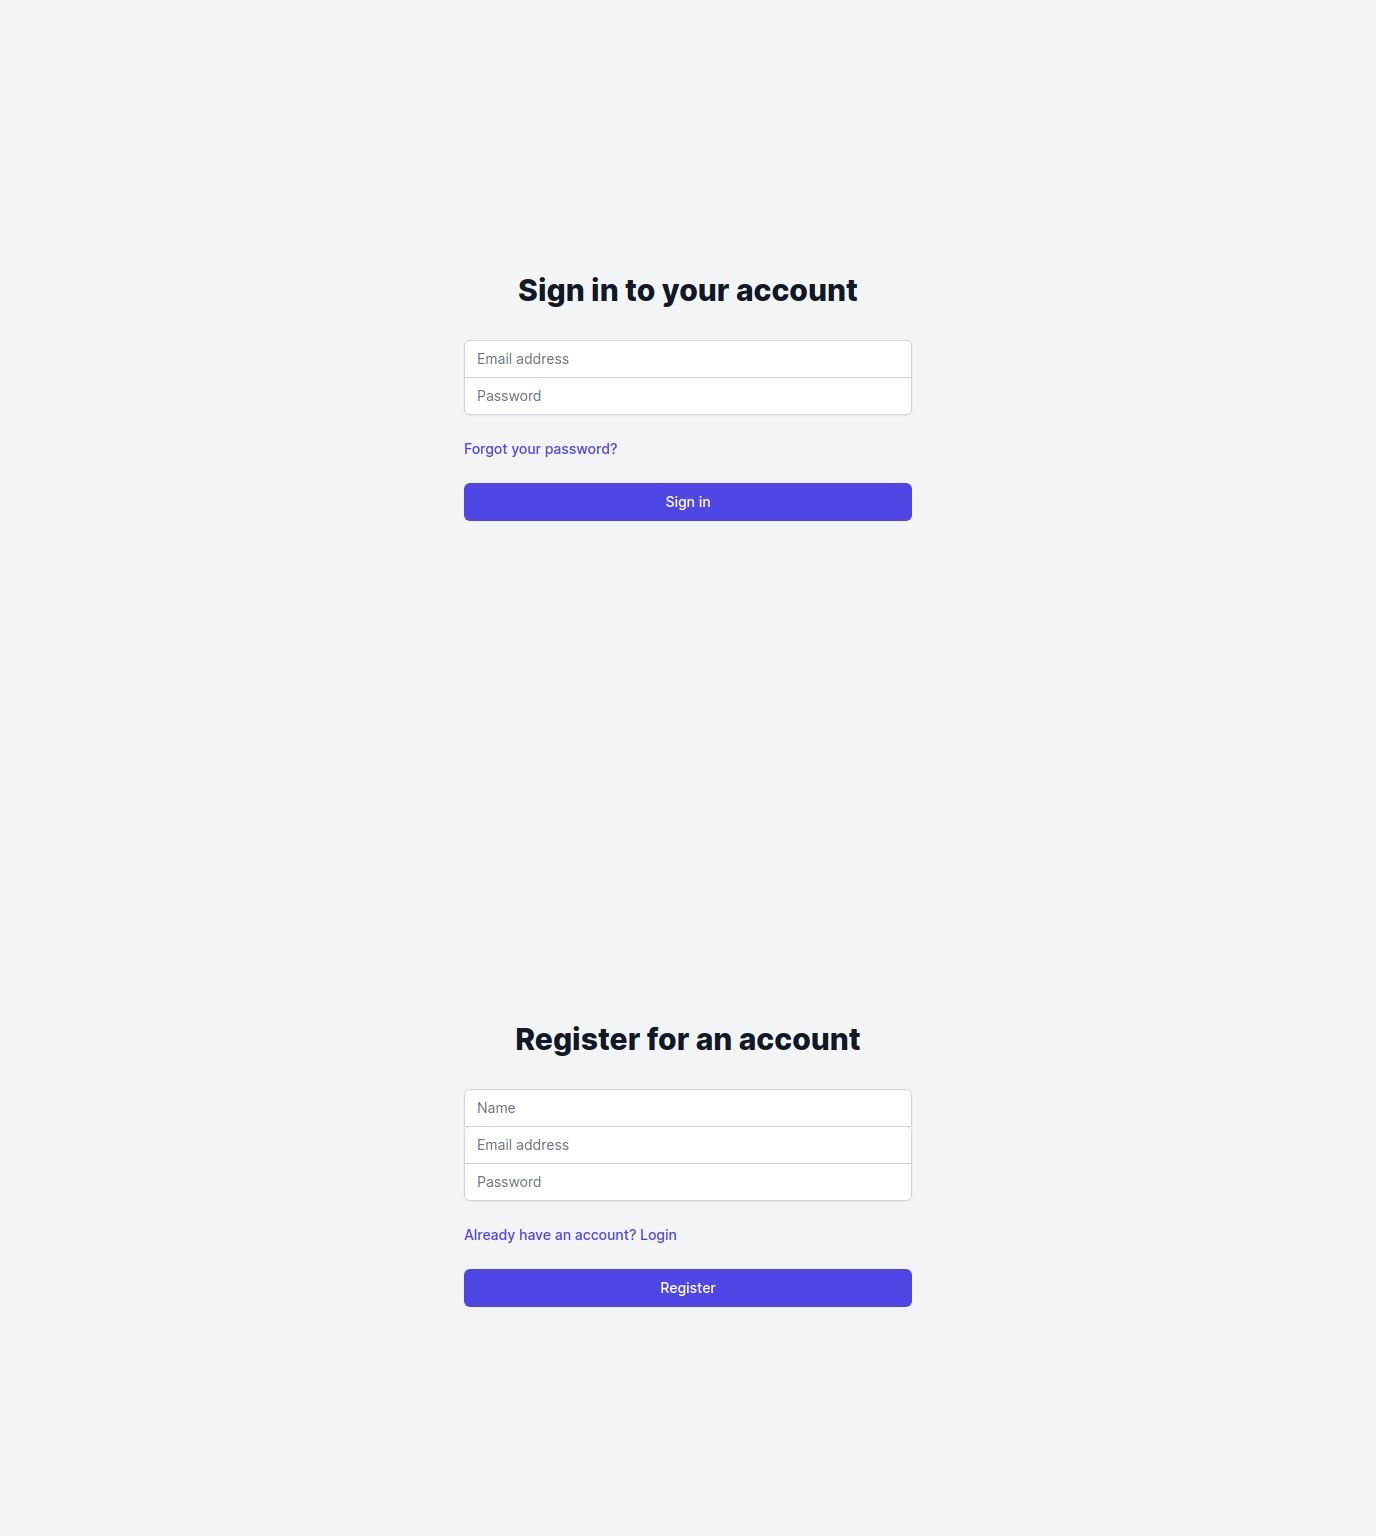 Sign in to your account
Email address
Password
Forgot your password?
Sign in
Register for an account
Name
Email address
Password
Already have an account? Login
Register